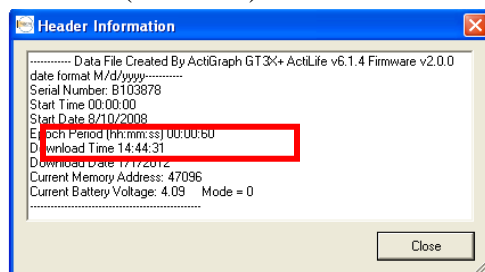 Header Information
----------- Data File Created By ActiGraph GT3X+ ActiLife v6.1.4 Firmware v2.0.0
date format M/d/yyyy-----------
Serial Number: B103878
Start Time 00:00:00
Start Date 8/10/2008
Epoch Period (hh:mm:ss) 00:00:60
Download Time 14:44:31
Download Date 1/1/2012
Current Memory Address: 47096
Current Battery Voltage: 4.09 Mode = 0
--------------------------------------------------
Close